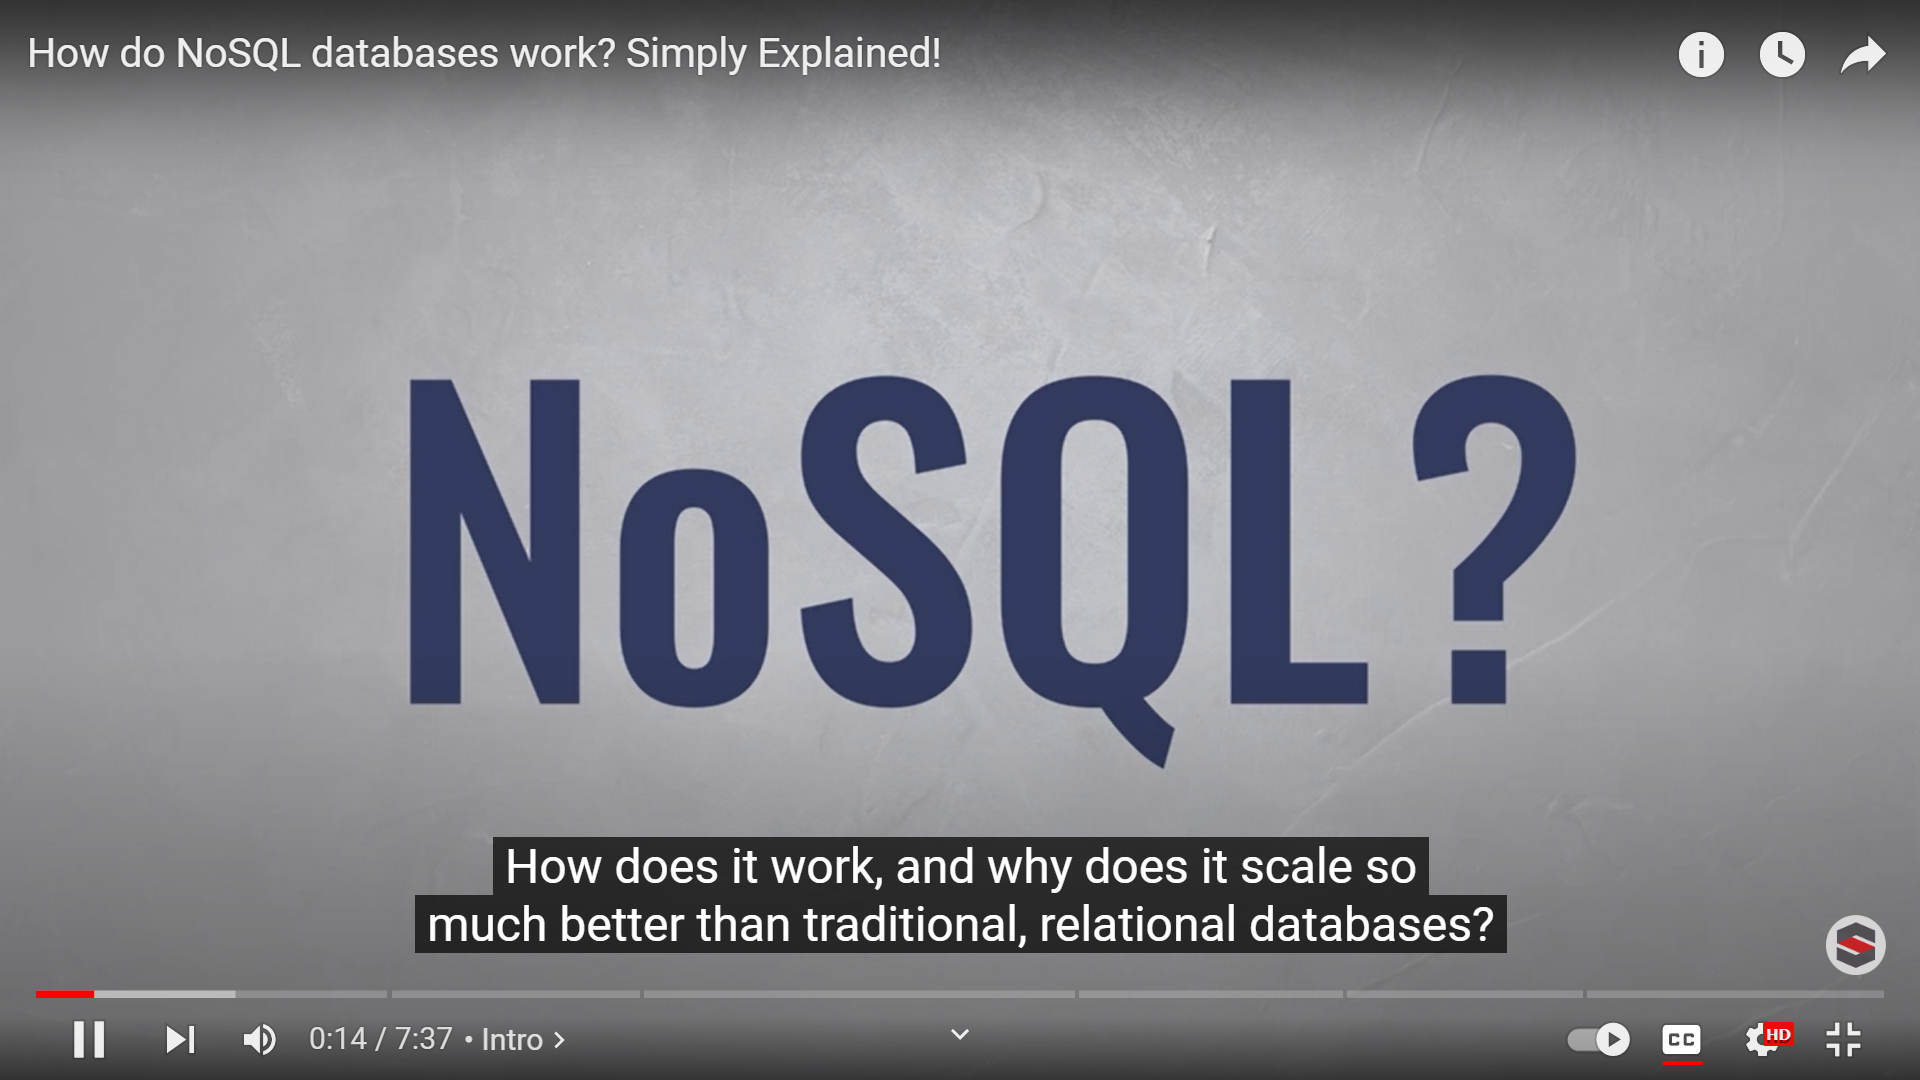 How do NoSQL databases work? Simply Explained!
NoSQL?
How does it work, and why does it scale so
much better than traditional, relational databases?
0:14 / 7:37 • Intro
CC
HD